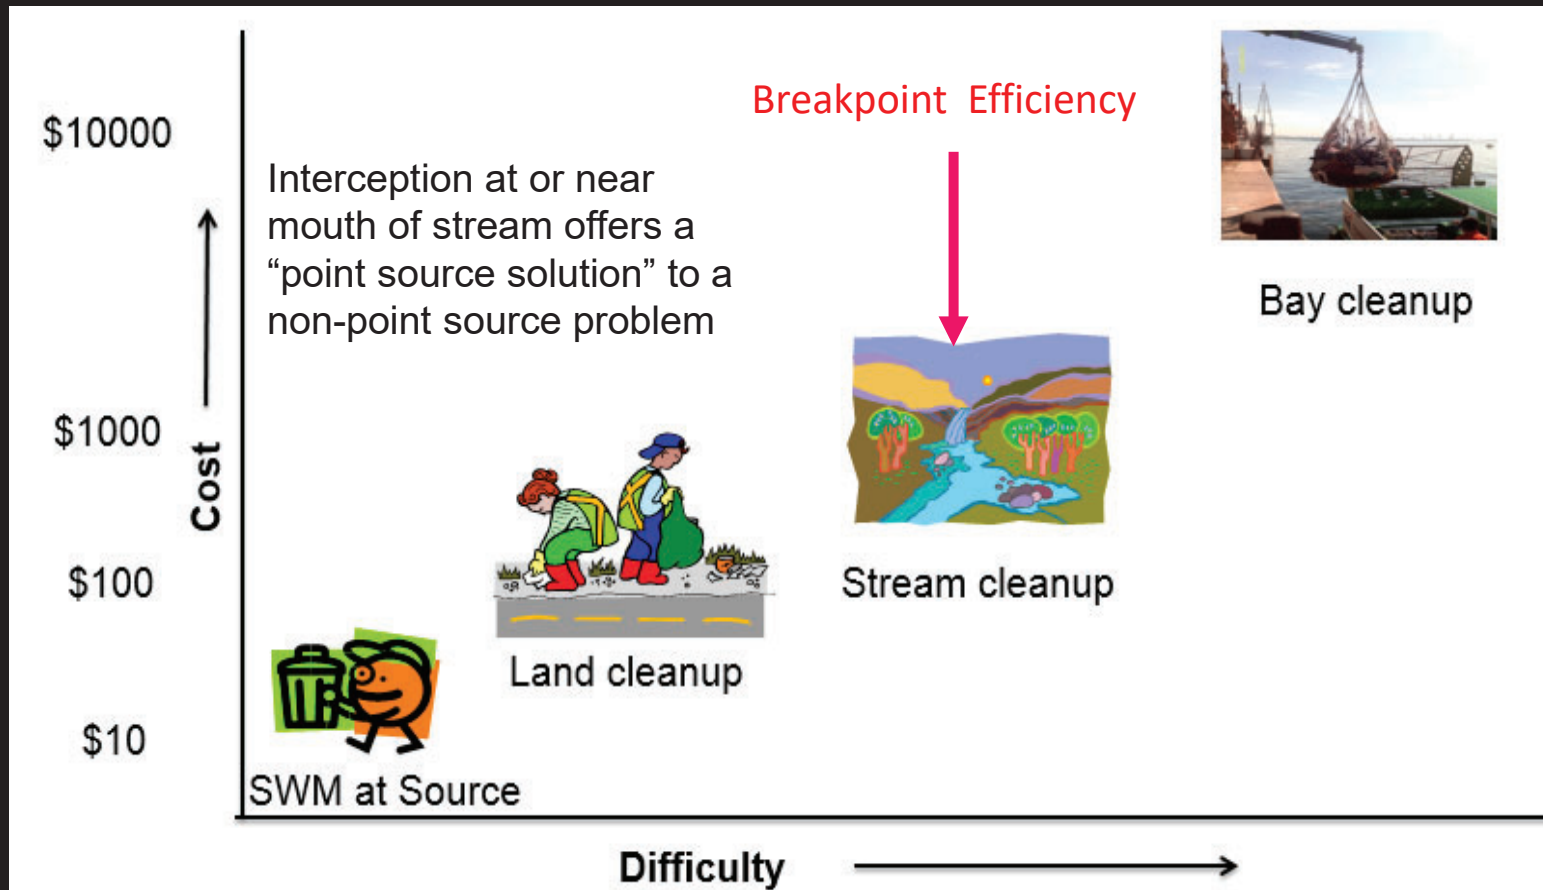 Breakpoint Efficiency
$10000
Interception at or near
mouth of stream offers a
“point source solution” to a
non-point source problem
Bay cleanup
$1000
Cost
$100
Stream cleanup
Land cleanup
$10
SWM at Source
Difficulty